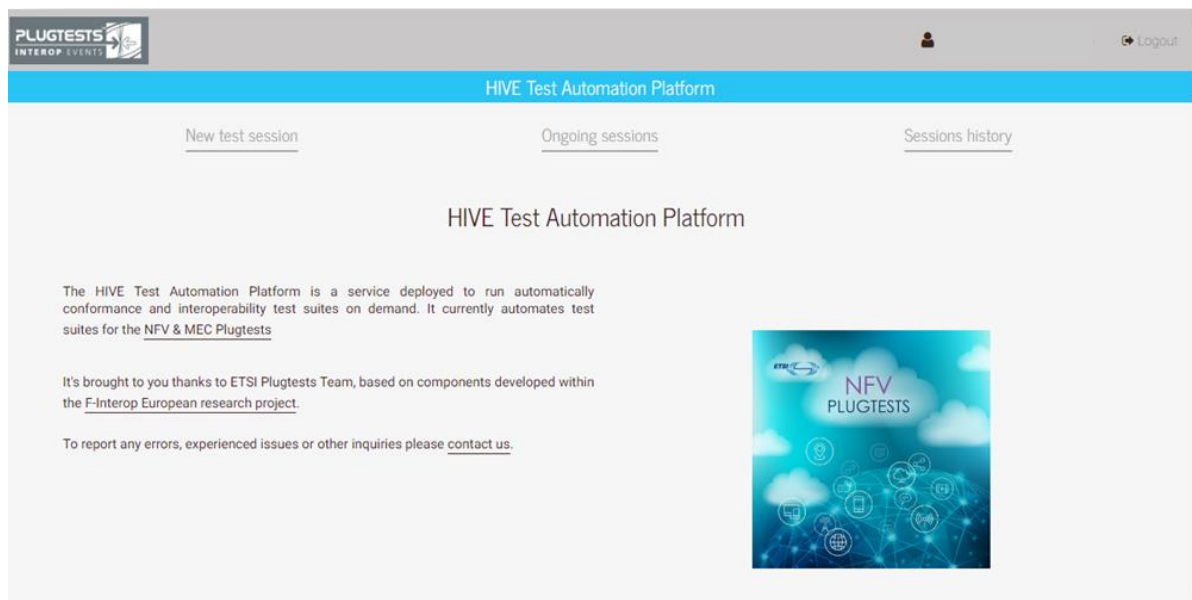 PLUGTESTS
INTEROP EVENTS
Logout
HIVE Test Automation Platform
New test session
Ongoing sessions
Sessions history
HIVE Test Automation Platform
The HIVE Test Automation Platform is a service deployed to run automatically
conformance and interoperability test suites on demand. It currently automates test
suites for the NFV & MEC Plugtests
It's brought to you thanks to ETSI Plugtests Team, based on components developed within
the F-Interop European research project.
To report any errors, experienced issues or other inquiries please contact us.
ETSI
NFV
PLUGTESTS